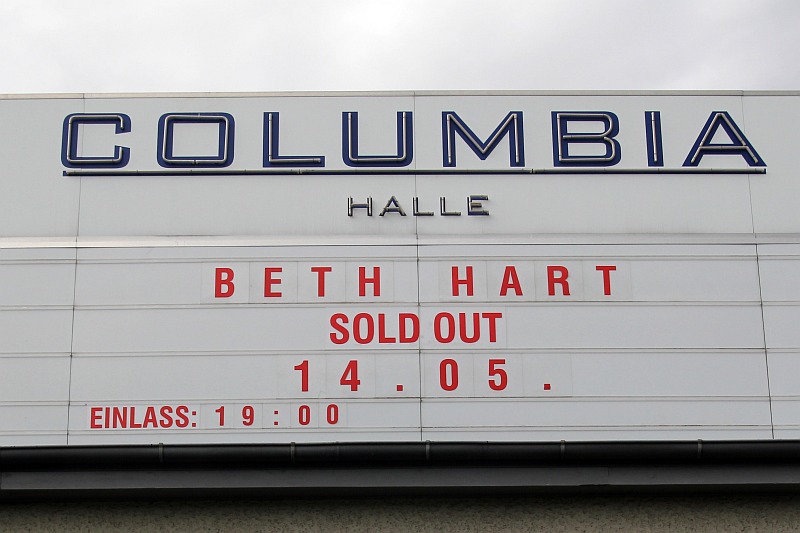 COLUMBIA
HALLE
BETH HART
SOLD OUT
14.05.
EINLASS: 19:00